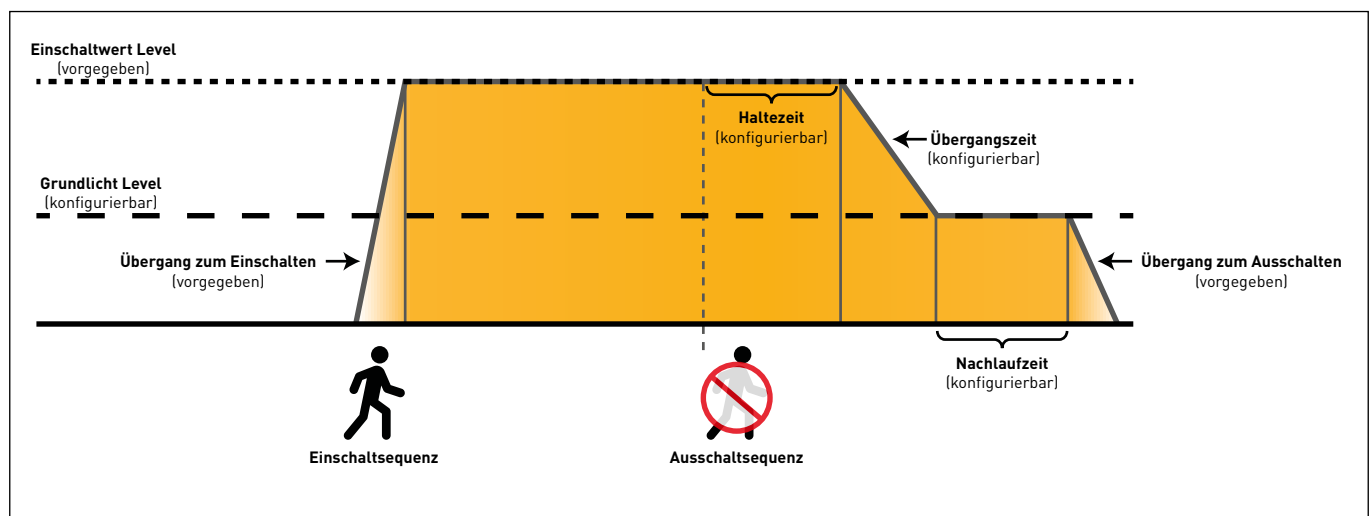 Einschaltwert Level
(vorgegeben)
Haltezeit
(konfigurierbar)
Übergangszeit
(konfigurierbar)
Grundlicht Level
(konfigurierbar)
Übergang zum Einschalten
(vorgegeben)
Übergang zum Ausschalten
(vorgegeben)
Nachlaufzeit
(konfigurierbar)
Einschaltsequenz
Ausschaltsequenz